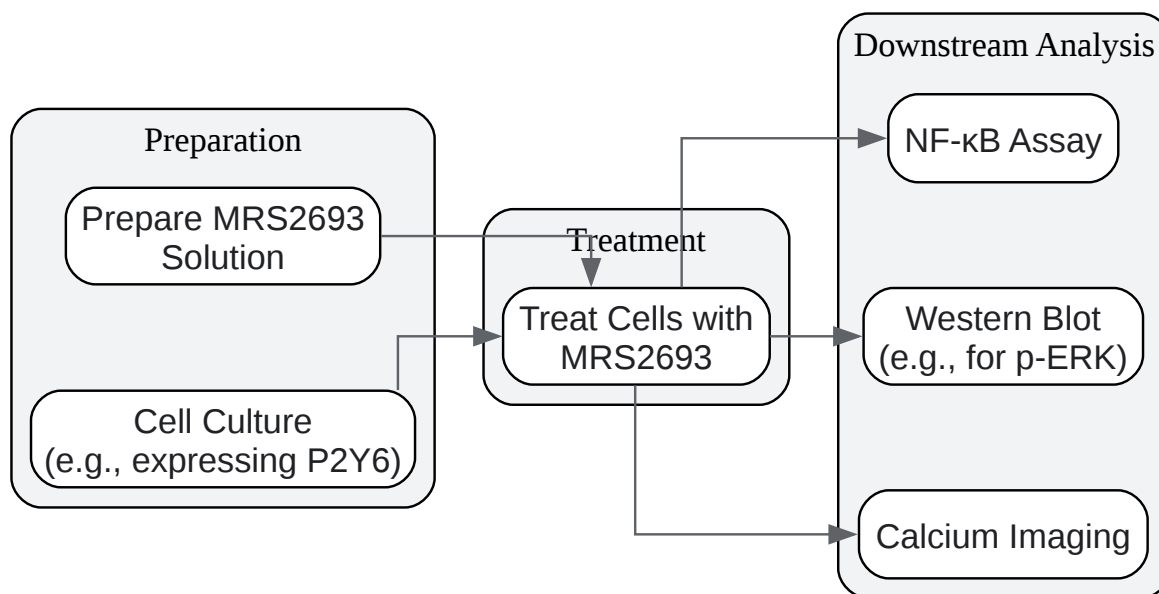 Preparation
Prepare MRS2693
Solution
Cell Culture
(e.g., expressing P2Y6)
Treatment
Treat Cells with
MRS2693
Downstream Analysis
NF-κB Assay
Western Blot
(e.g., for p-ERK)
Calcium Imaging